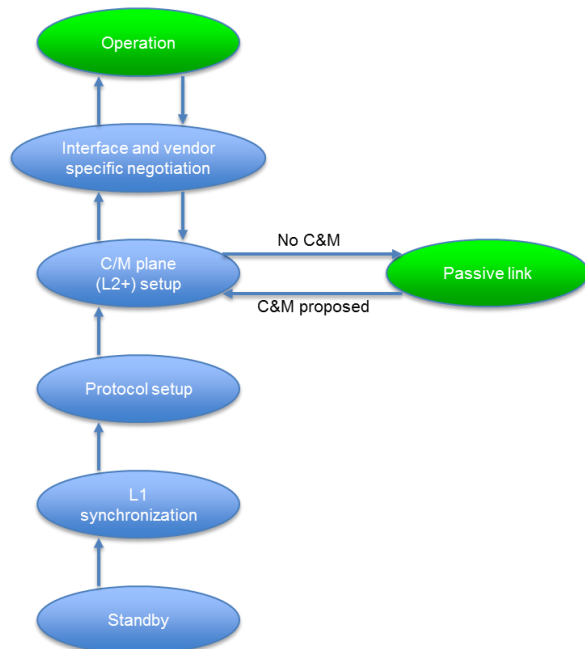 Operation
Interface and vendor
specific negotiation
No C&M
C/M plane
(L2+) setup
Passive link
C&M proposed
Protocol setup
L1
synchronization
Standby